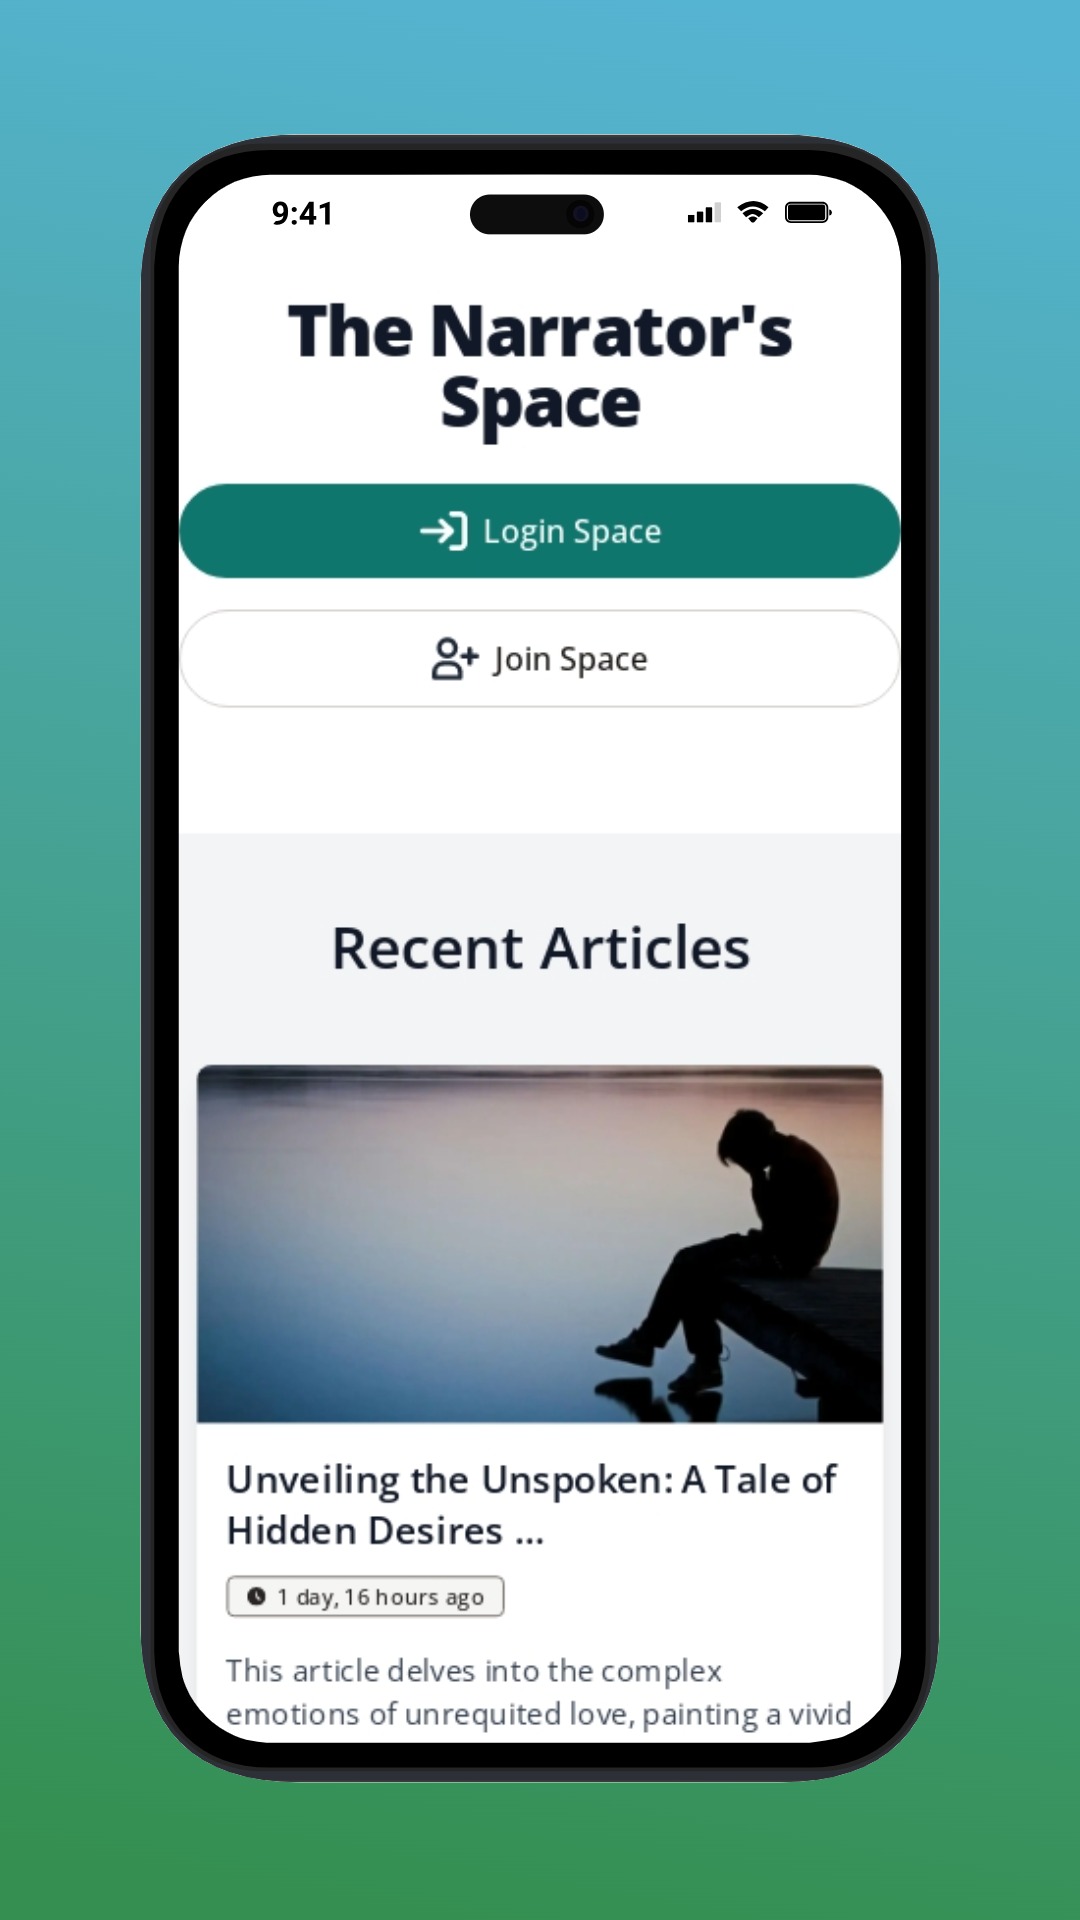 9:41
The Narrator's
Space
Login Space
Join Space
Recent Articles
Unveiling the Unspoken: A Tale of
Hidden Desires ...
1 day, 16 hours ago
This article delves into the complex
emotions of unrequited love, painting a vivid